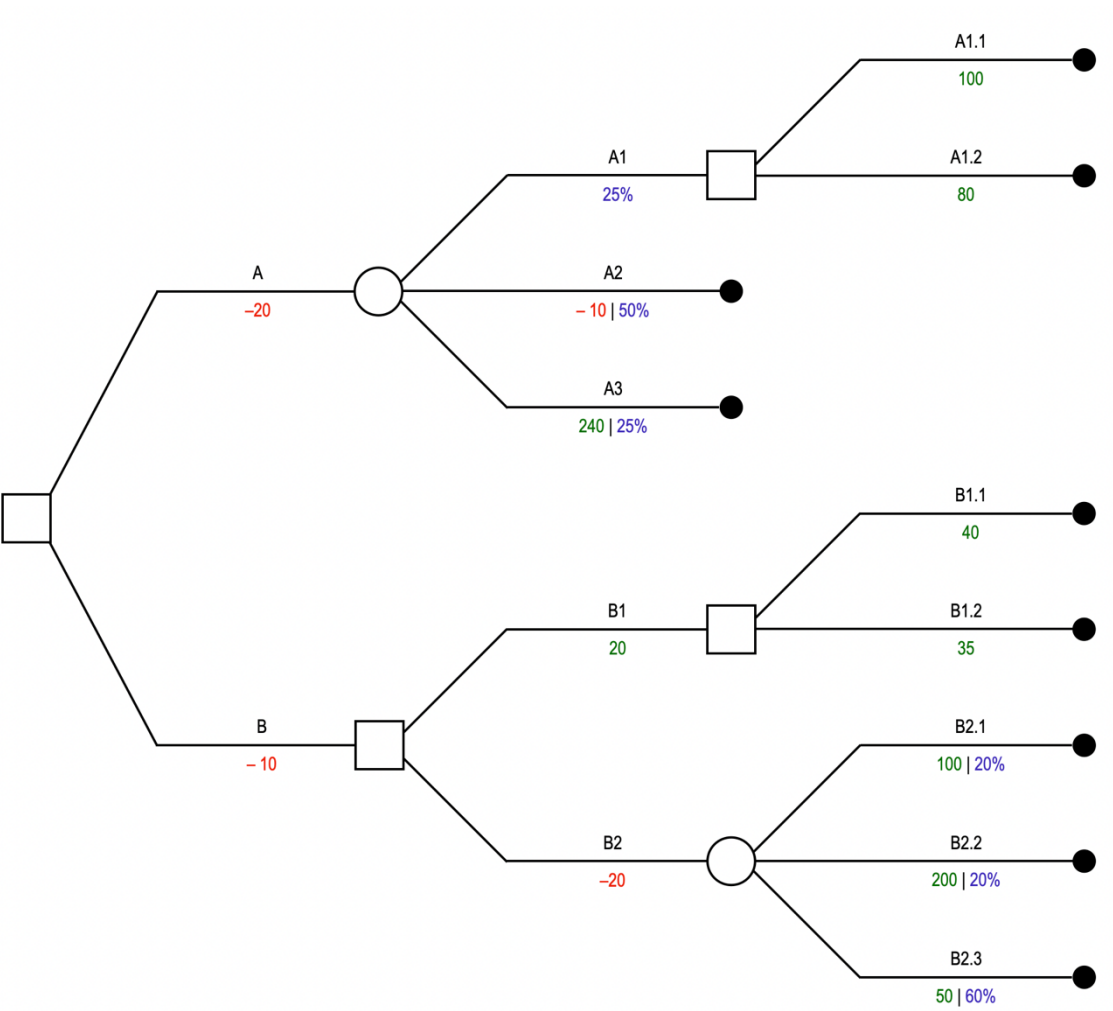 A1.1
100
A1
A1.2
25%
80
A
A2
–20
– 10 | 50%
A3
240 | 25%
B1.1
40
B1
B1.2
20
35
B
B2.1
– 10
100 | 20%
B2
B2.2
–20
200 | 20%
B2.3
50 | 60%